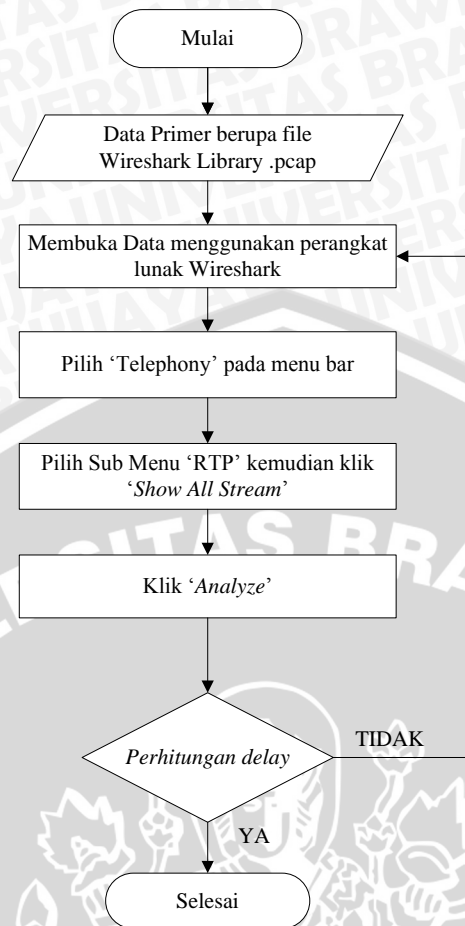 Mulai
Data Primer berupa file
Wireshark Library .pcap
Membuka Data menggunakan perangkat
lunak Wireshark
Pilih ‘Telephony’ pada menu bar
Pilih Sub Menu ‘RTP’ kemudian klik
‘Show All Stream’
Klik ‘Analyze’
Perhitungan delay
TIDAK
YA
Selesai